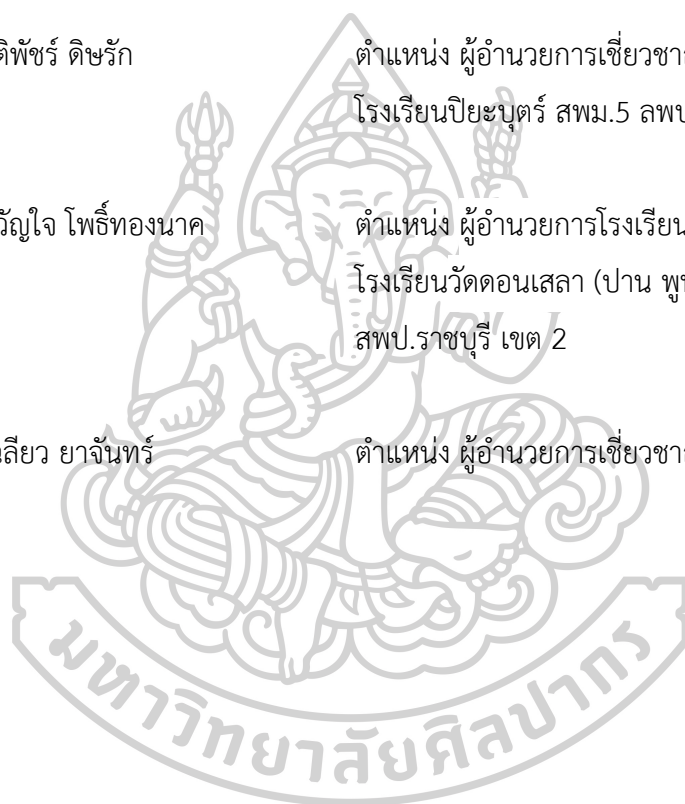 ติพัชร์ ดิษรัก ตำแหน่ง ผู้อำนวยการเชี่ยวชา
โรงเรียนปิยะบุตร์ สพม.5 ลพ
วัญใจ โพธิ์ทองนาค ตำแหน่ง ผู้อำนวยการโรงเรียน
โรงเรียนวัดดอนเสลา (ปาน พู
สพป.ราชบุรี เขต 2
ลียว ยาจันทร์ ตำแหน่ง ผู้อำนวยการเชี่ยวชา
มหาวิทยาลัยศิลปากร